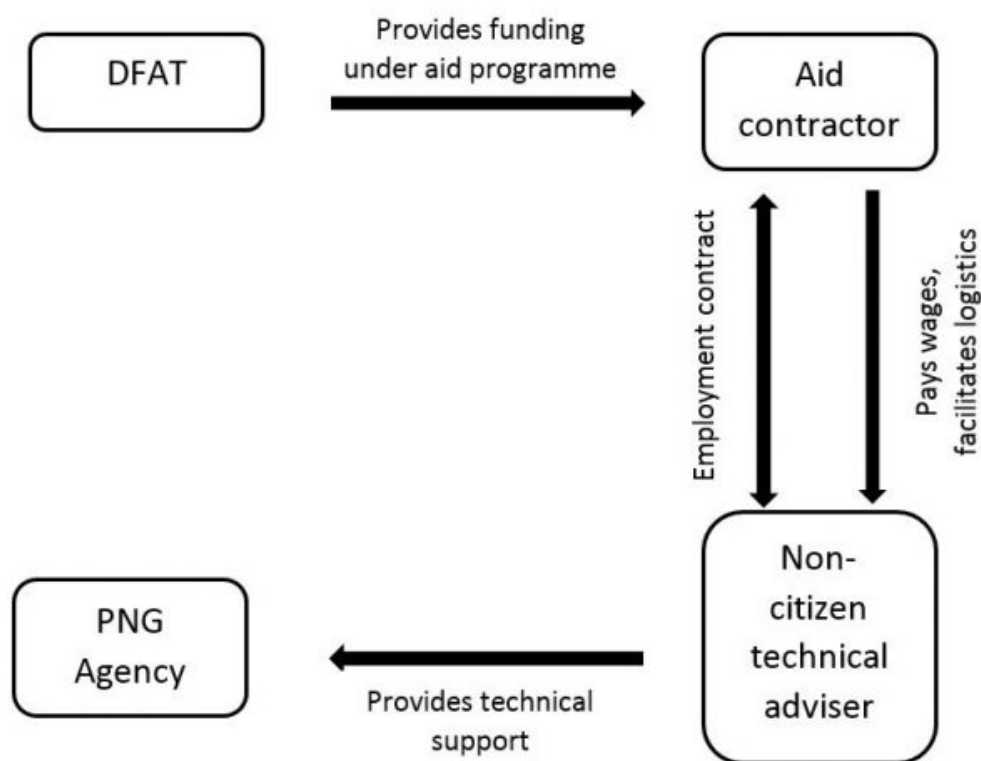 Provides funding
under aid programme
DFAT
Aid
contractor
Employment contract
Pays wages,
facilitates logistics
Non-
citizen
technical
adviser
PNG
Agency
Provides technical
support